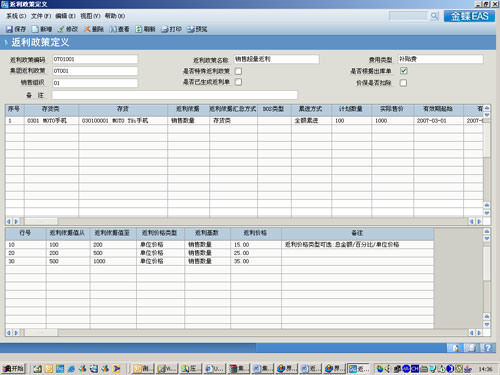 返利政策定义
系统(S) 文件(F) 编辑(E) 视图(V) 帮助(H)
金蝶EAS
保存 新增 修改 删除 查看 刷新 打印 预览
返利政策定义
返利政策编码 0701001 返利政策名称 销售超量返利 费用类型 补贴费
集团返利政策 07001 是否特殊返利政策 是否根据出库单
销售组织 01 是否已生成返利单 价保是否扣除
备 注
序号 存货类 存货 返利依据 返利依据汇总方式 DOS类型 累进方式 计划数量 实际售价 有效期起始 有
1 0301 MOTO手机 030100001 MOTO T8i手机 销售数量 存货类 全额累进 100 1000 2007-03-01 2007-
行号 返利依据值从 返利依据值至 返利价格类型 返利基数 返利价格 备注
10 100 200 单位价格 销售数量 15.00 返利价格类型可选:总金额/百分比/单位价格
20 200 500 单位价格 销售数量 25.00
30 500 1000 单位价格 销售数量 35.00
开始 14:36